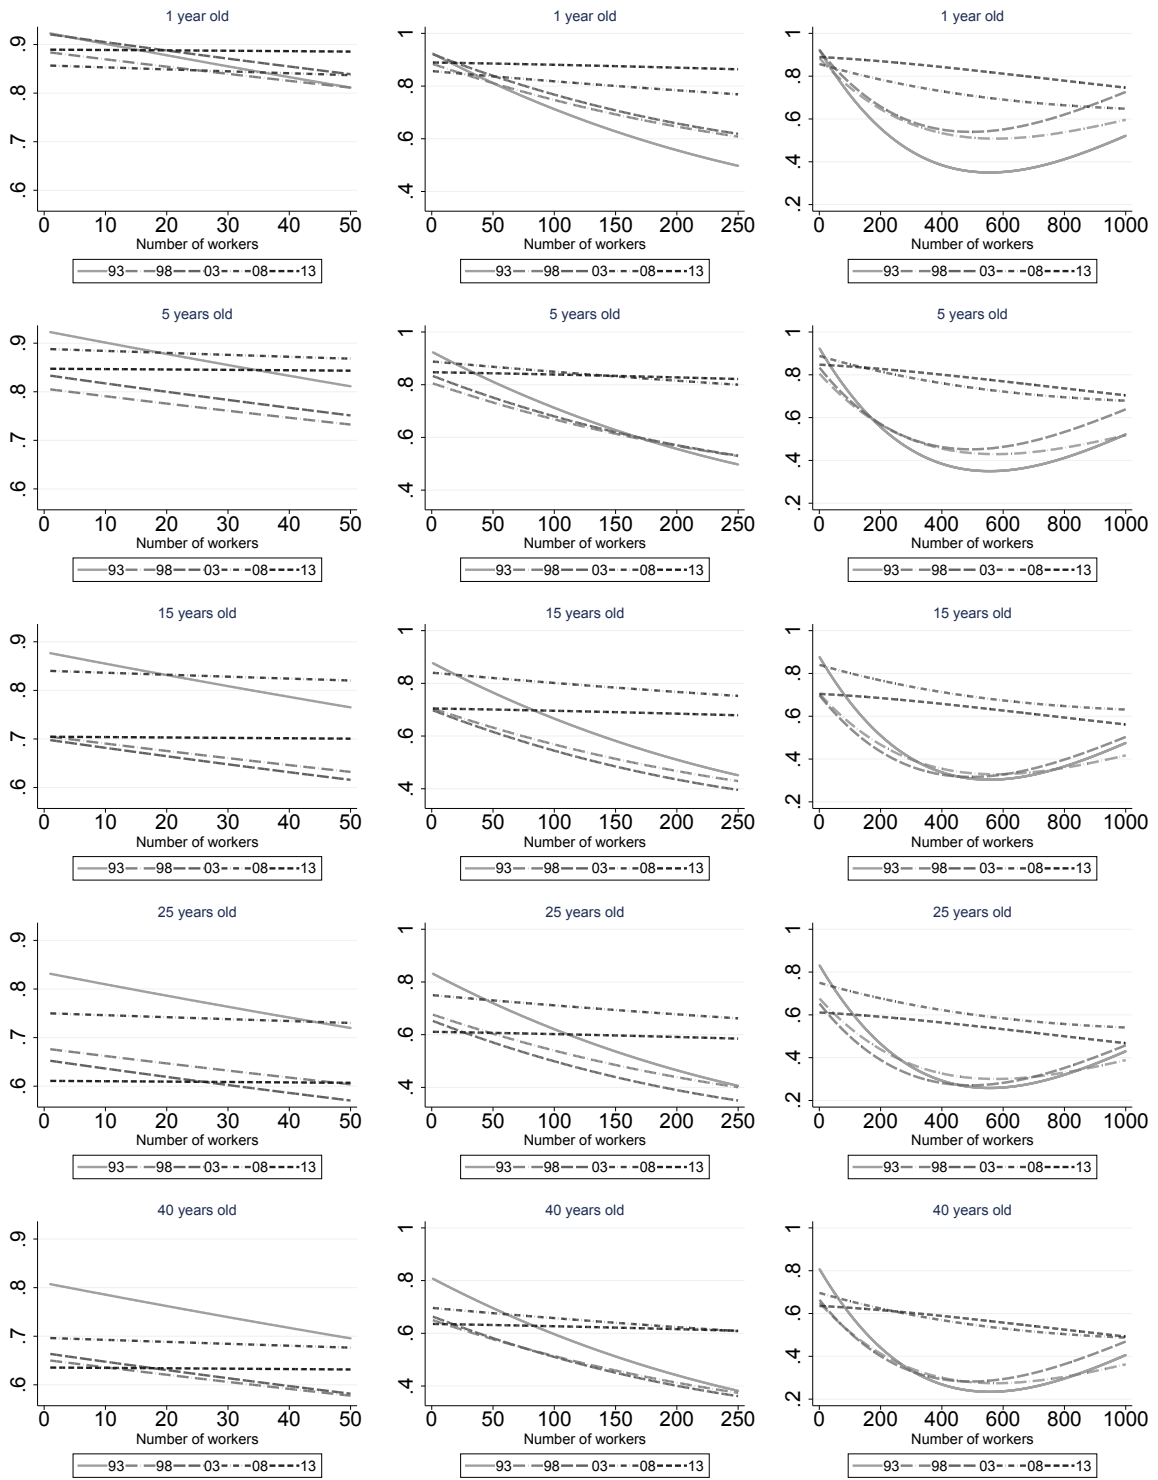 1 year old
.9
.8
.7
.6
0 10 20 30 40 50
Number of workers
93 98 03 08 13
1 year old
1
.8
.6
.4
0 50 100 150 200 250
Number of workers
93 98 03 08 13
1 year old
1
.8
.6
.4
.2
0 200 400 600 800 1000
Number of workers
93 98 03 08 13
5 years old
.9
.8
.7
.6
0 10 20 30 40 50
Number of workers
93 98 03 08 13
5 years old
1
.8
.6
.4
0 50 100 150 200 250
Number of workers
93 98 03 08 13
5 years old
1
.8
.6
.4
.2
0 200 400 600 800 1000
Number of workers
93 98 03 08 13
15 years old
.9
.8
.7
.6
0 10 20 30 40 50
Number of workers
93 98 03 08 13
15 years old
1
.8
.6
.4
0 50 100 150 200 250
Number of workers
93 98 03 08 13
15 years old
1
.8
.6
.4
.2
0 200 400 600 800 1000
Number of workers
93 98 03 08 13
25 years old
.9
.8
.7
.6
0 10 20 30 40 50
Number of workers
93 98 03 08 13
25 years old
1
.8
.6
.4
0 50 100 150 200 250
Number of workers
93 98 03 08 13
25 years old
1
.8
.6
.4
.2
0 200 400 600 800 1000
Number of workers
93 98 03 08 13
40 years old
.9
.8
.7
.6
0 10 20 30 40 50
Number of workers
93 98 03 08 13
40 years old
1
.8
.6
.4
0 50 100 150 200 250
Number of workers
93 98 03 08 13
40 years old
1
.8
.6
.4
.2
0 200 400 600 800 1000
Number of workers
93 98 03 08 13